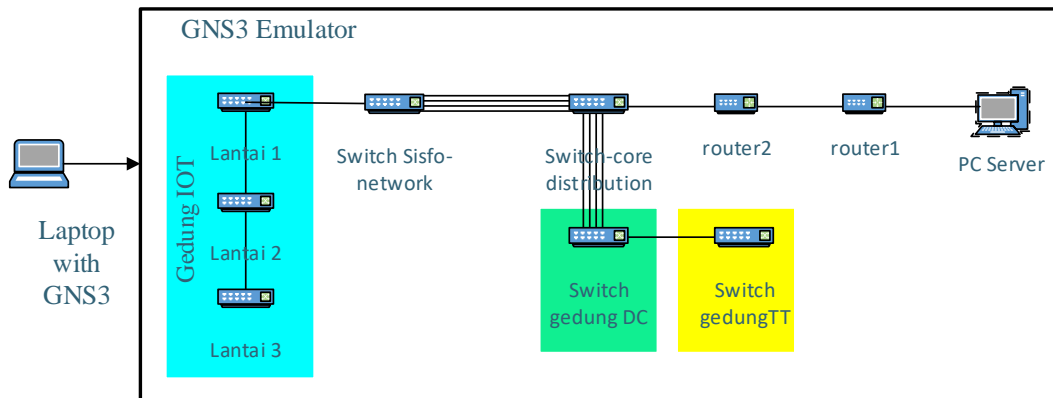 GNS3 Emulator
Laptop
with
GNS3
Gedung IOT
Lantai 1
Lantai 2
Lantai 3
Switch Sisfo-
network
Switch-core
distribution
router2
router1
PC Server
Switch
gedung DC
Switch
gedungTT